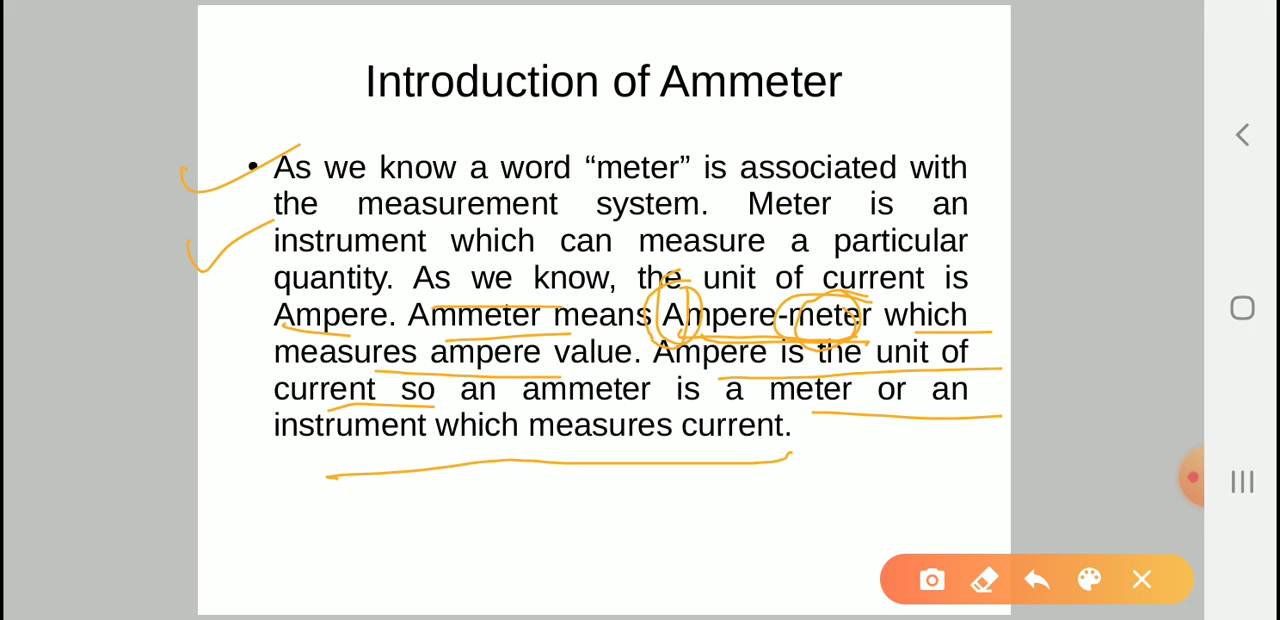 Introduction of Ammeter
• As we know a word “meter” is associated with
the measurement system. Meter is an
instrument which can measure a particular
quantity. As we know, the unit of current is
Ampere. Ammeter means Ampere-meter which
measures ampere value. Ampere is the unit of
current so an ammeter is a meter or an
instrument which measures current.